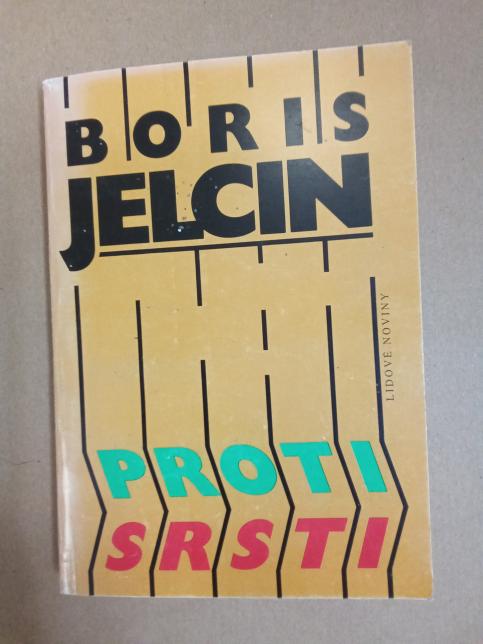 BORIS
JELCIN
LIDOVÉ NOVINY
PROTI
SRSTI